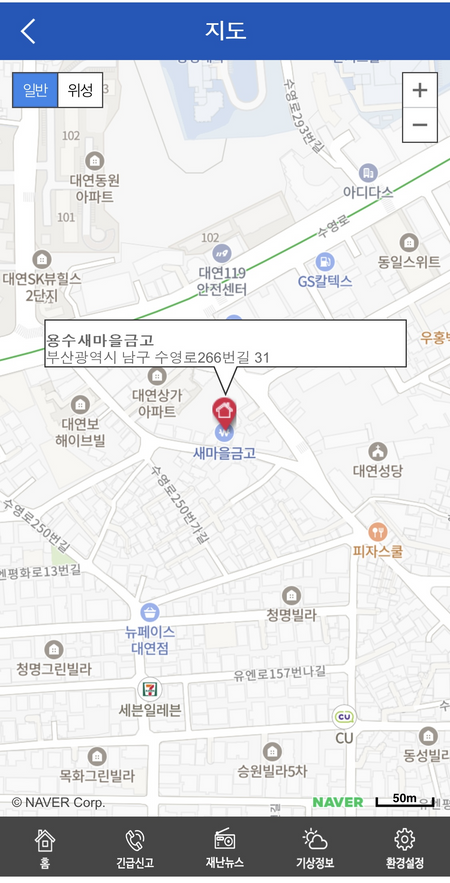 지도
일반
위성
3
+
102
−
수영로293번길
대연동원
아파트
아디다스
101
수영로
102
동일스위트
대연SK뷰힐스
2단지
대연119
안전센터
GS칼텍스
용수새마을금고
부산광역시 남구 수영로266번길 31
우홍박
대연상가
아파트
대연보
해이브빌
새마을금고
대연성당
수영로250번가길
수영로250번길
피자스쿨
엔평화로13번길
청명빌라
뉴페이스
대연점
청명그린빌라
유엔로157번나길
7
세븐일레븐
CU
CU
동성빌라
목화그린빌라
승원빌라5차
© NAVER Corp.
NAVER
50m
유엔평
홈
긴급신고
재난뉴스
기상정보
환경설정